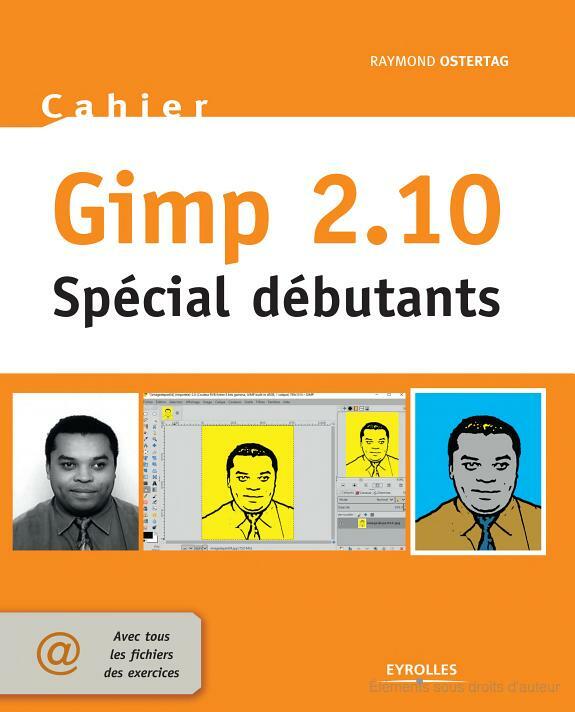 RAYMOND OSTERTAG
Cahier
Gimp 2.10
Spécial débutants
@
Avec tous
les fichiers
des exercices
EYROLLES
Éléments sous droits d'auteur